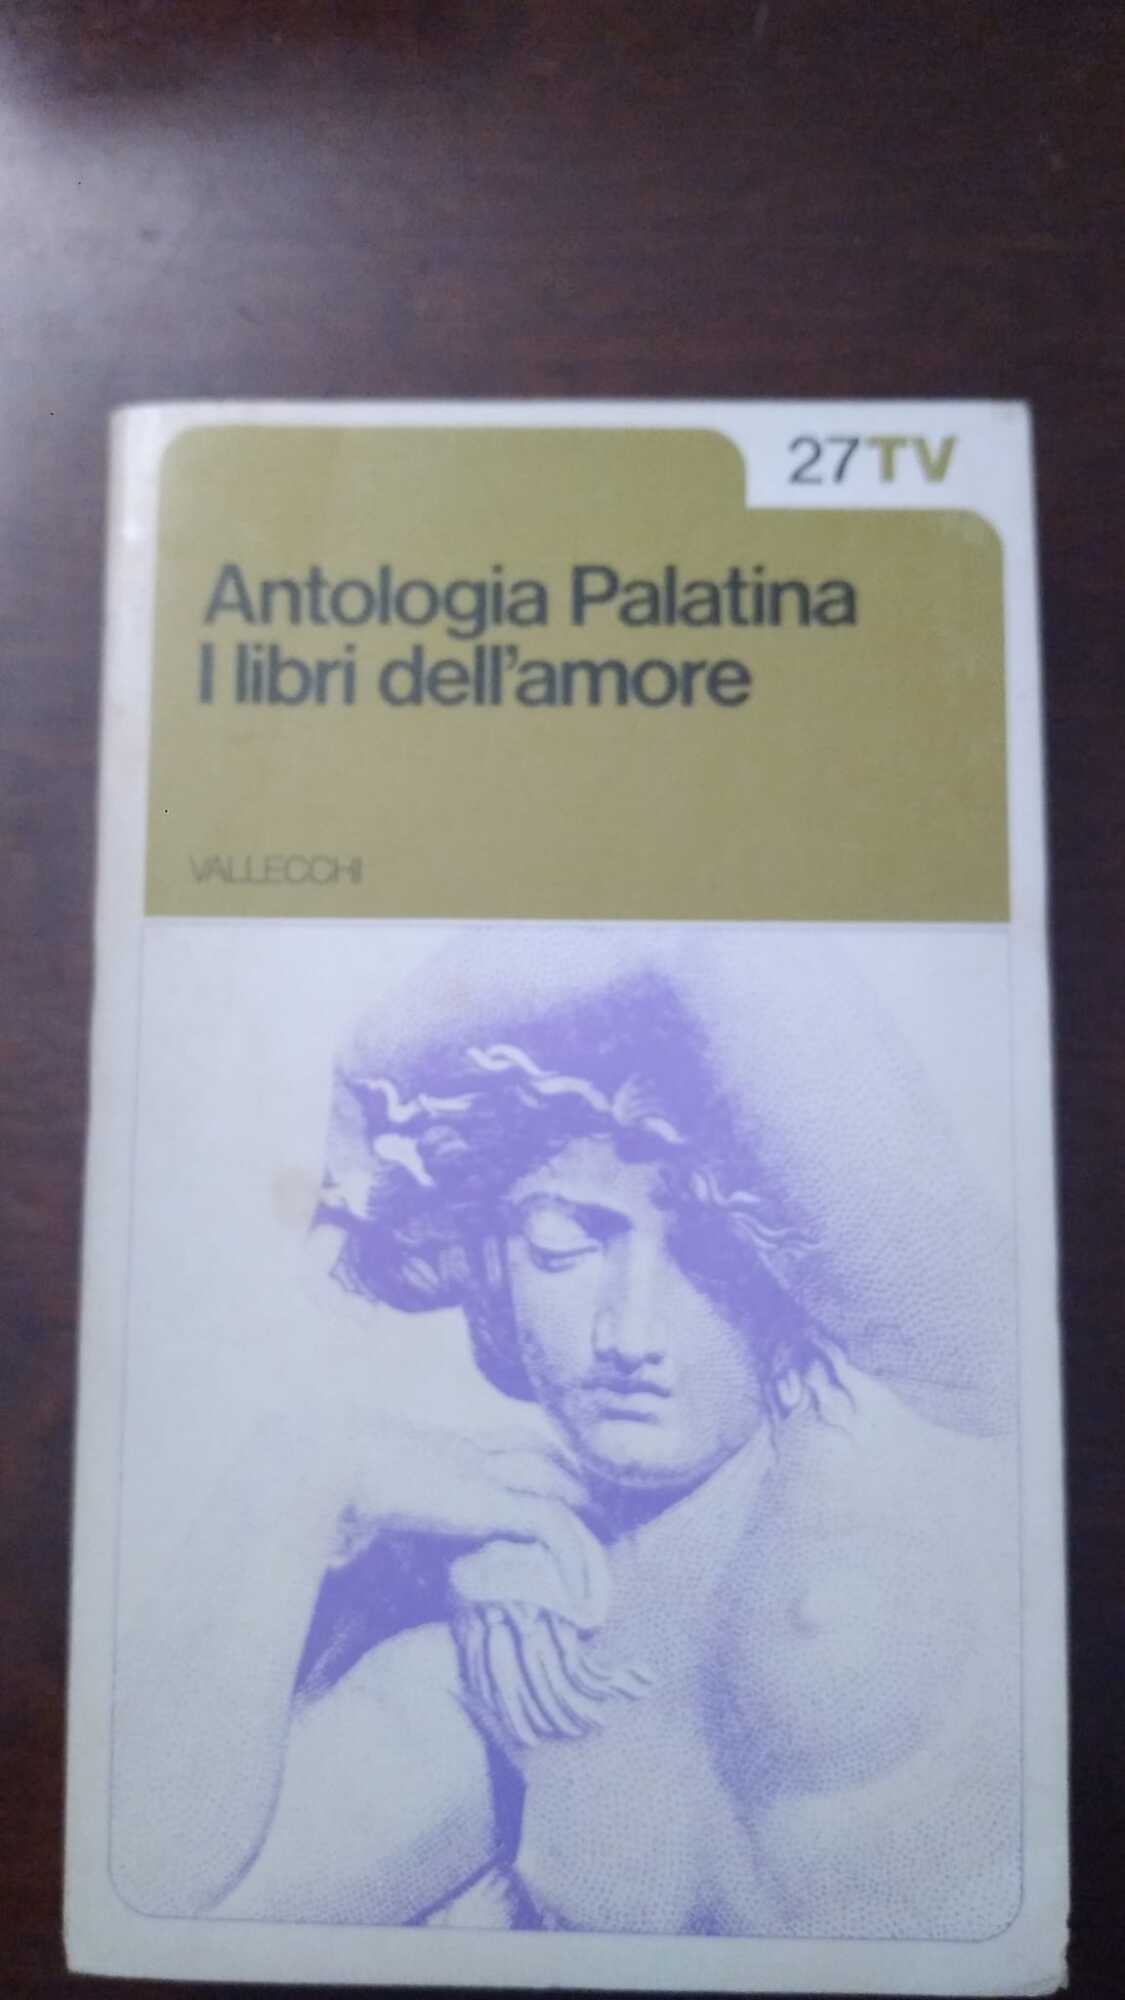 27TV
Antologia Palatina
I libri dell'amore
VALLECCHI